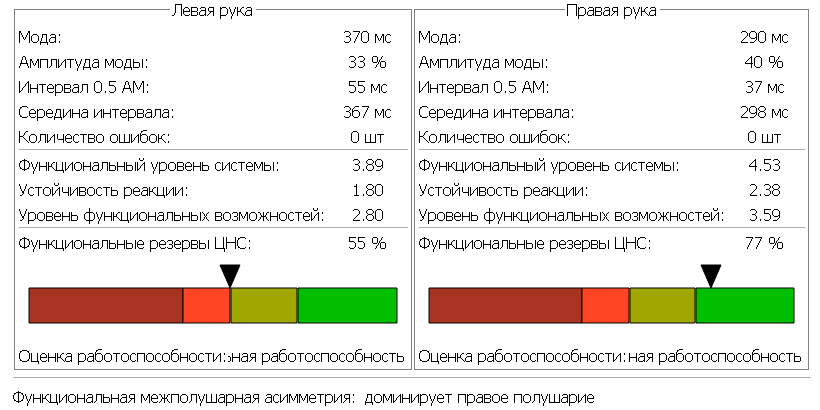 Левая рука
Мода: 370 мс
Амплитуда моды: 33 %
Интервал 0.5 АМ: 55 мс
Середина интервала: 367 мс
Количество ошибок: 0 шт
Функциональный уровень системы: 3.89
Устойчивость реакции: 1.80
Уровень функциональных возможностей: 2.80
Функциональные резервы ЦНС: 55 %
Оценка работоспособности: ная работоспособность
Правая рука
Мода: 290 мс
Амплитуда моды: 40 %
Интервал 0.5 АМ: 37 мс
Середина интервала: 298 мс
Количество ошибок: 0 шт
Функциональный уровень системы: 4.53
Устойчивость реакции: 2.38
Уровень функциональных возможностей: 3.59
Функциональные резервы ЦНС: 77 %
Оценка работоспособности: ная работоспособность
Функциональная межполушарная асимметрия: доминирует правое полушарие